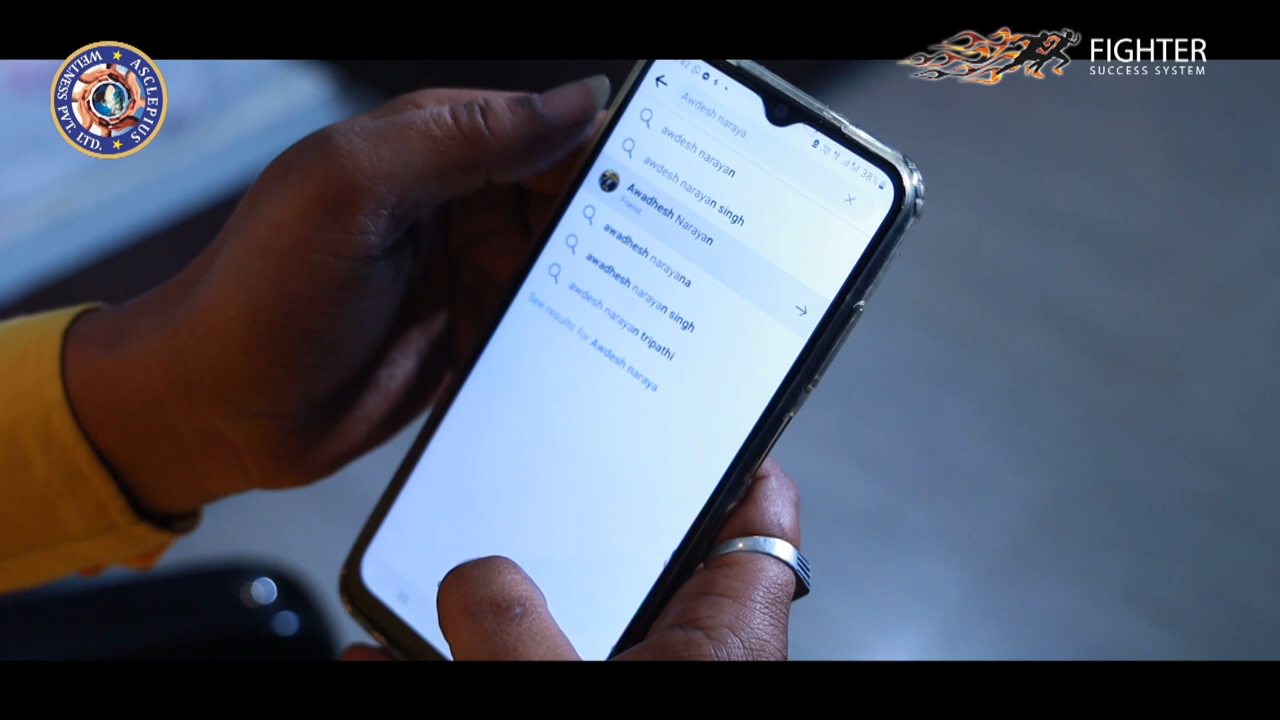 ASCLEPIUS
WELLNESS PVT. LTD.
FIGHTER
SUCCESS SYSTEM
38%
Awdesh naraya
awdesh narayan
awdesh narayan singh
Awadhesh Narayan
Friend
awadhesh narayana
awadhesh narayan singh
awdesh narayan tripathi
See results for Awdesh naraya